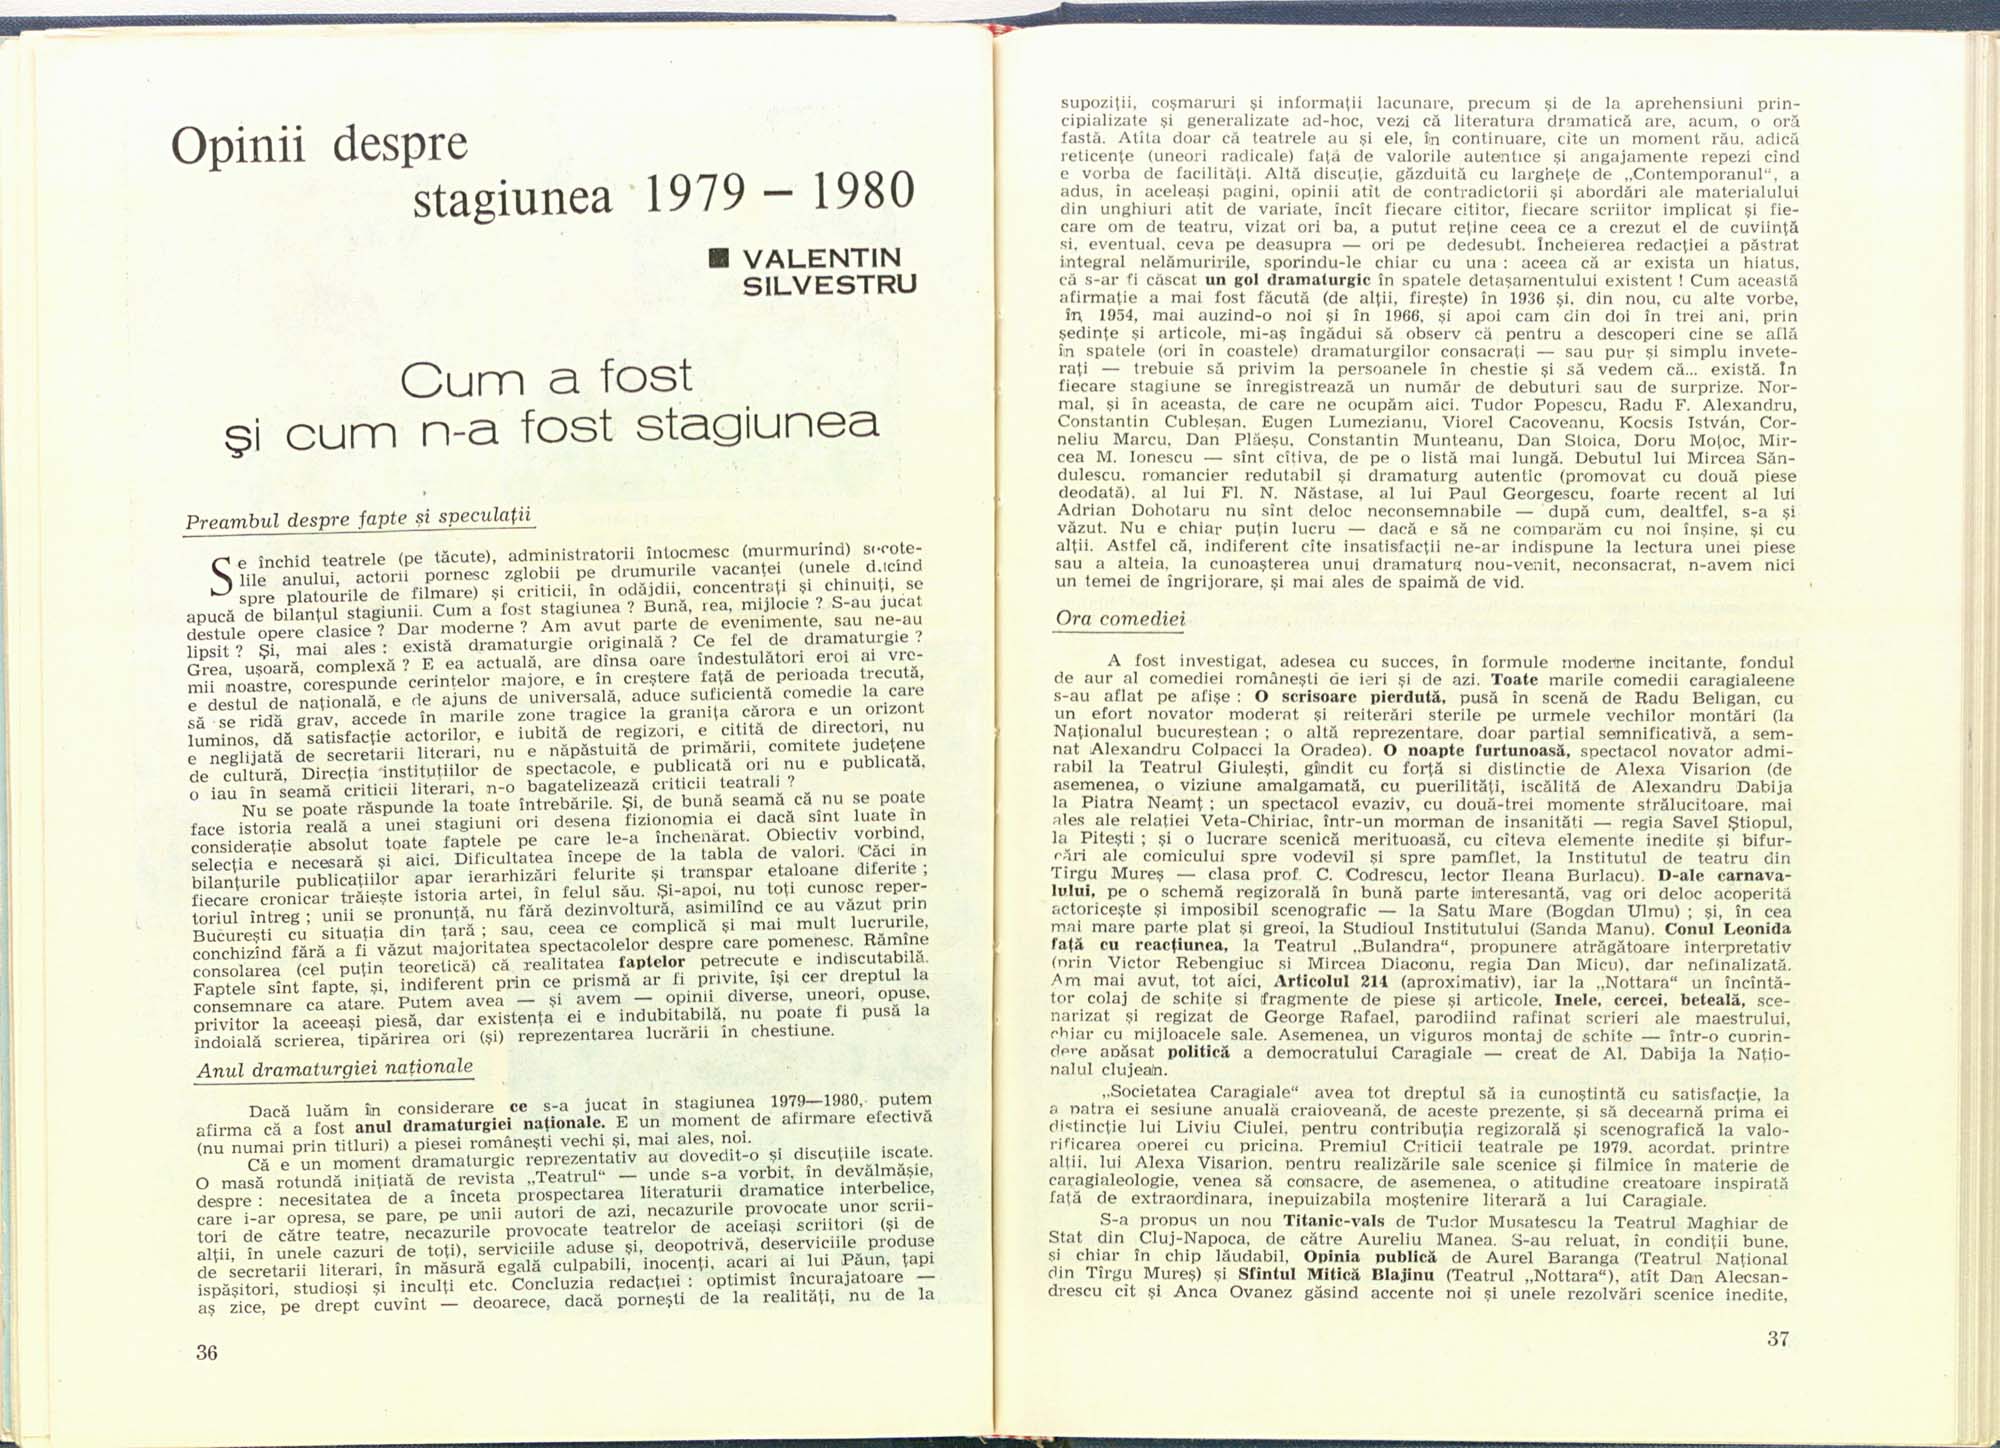 Opinii despre
stagiunea 1979 – 1980
■ VALENTIN
SILVESTRU
Cum a fost
şi cum n-a fost stagiunea
Preambul despre fapte şi speculaţii
Se închid teatrele (pe tăcute), administratorii întocmesc (murmurînd) socote-
lile anului, actorii pornesc zglobii pe drumurile vacanţei (unele ducînd
spre platourile de filmare) şi criticii, în odăjdii, concentraţi şi chinuiţi, se
apucă de bilanţul stagiunii. Cum a fost stagiunea ? Bună, rea, mijlocie ? S-au jucat
destule opere clasice ? Dar moderne ? Am avut parte de evenimente, sau ne-au
lipsit ? Şi, mai ales : există dramaturgie originală ? Ce fel de dramaturgie ?
Grea, uşoară, complexă ? E ea actuală, are dînsa oare îndestulători eroi ai vre-
mii noastre, corespunde cerinţelor majore, e în creştere faţă de perioada trecută,
e destul de naţională, e de ajuns de universală, aduce suficientă comedie la care
să se rîdă grav, accede în marile zone tragice la graniţa cărora e un orizont
luminos, dă satisfacţie actorilor, e iubită de regizori, e citită de directori, nu
e neglijată de secretarii literari, nu e năpăstuită de primării, comitete judeţene
de cultură, Direcţia instituţiilor de spectacole, e publicată ori nu e publicată,
o iau în seamă criticii literari, n-o bagatelizează criticii teatrali ?
Nu se poate răspunde la toate întrebările. Şi, de bună seamă că nu se poate
face istoria reală a unei stagiuni ori desena fizionomia ei dacă sînt luate în
consideraţie absolut toate faptele pe care le-a închenărat. Obiectiv vorbind,
selecţia e necesară şi aici. Dificultatea începe de la tabla de valori. Căci în
bilanţurile publicaţiilor apar ierarhizări felurite şi transpar etaloane diferite ;
fiecare cronicar trăieşte istoria artei, în felul său. Şi-apoi, nu toţi cunosc reper-
toriul întreg ; unii se pronunţă, nu fără dezinvoltură, asimilînd ce au văzut prin
Bucureşti cu situaţia din ţară ; sau, ceea ce complică şi mai mult lucrurile,
conchizînd fără a fi văzut majoritatea spectacolelor despre care pomenesc. Rămîne
consolarea (cel puţin teoretică) că realitatea faptelor petrecute e indiscutabilă.
Faptele sînt fapte, şi, indiferent prin ce prismă ar fi privite, îşi cer dreptul la
consemnare ca atare. Putem avea — şi avem — opinii diverse, uneori, opuse,
privitor la aceeaşi piesă, dar existenţa ei e indubitabilă, nu poate fi pusă la
îndoială scrierea, tipărirea ori (şi) reprezentarea lucrării în chestiune.
Anul dramaturgiei naţionale
Dacă luăm în considerare ce s-a jucat în stagiunea 1979—1980, putem
afirma că a fost anul dramaturgiei naţionale. E un moment de afirmare efectivă
(nu numai prin titluri) a piesei româneşti vechi şi, mai ales, noi.
Că e un moment dramaturgic reprezentativ au dovedit-o şi discuţiile iscate.
O masă rotundă iniţiată de revista „Teatrul“ — unde s-a vorbit, în devălmăşie,
despre : necesitatea de a înceta prospectarea literaturii dramatice interbelice,
care i-ar opresa, se pare, pe unii autori de azi, necazurile provocate unor scrii-
tori de către teatre, necazurile provocate teatrelor de aceiaşi scriitori (şi de
alţii, în unele cazuri de toţi), serviciile aduse şi, deopotrivă, deserviciile produse
de secretarii literari, în măsură egală culpabili, inocenţi, acari ai lui Păun, ţapi
ispăşitori, studioşi şi inculţi etc. Concluzia redacţiei : optimist încurajatoare —
aş zice, pe drept cuvînt — deoarece, dacă porneşti de la realităţi, nu de la
36
supoziţii, coşmaruri şi informaţii lacunare, precum şi de la aprehensiuni prin-
cipializate şi generalizate ad-hoc, vezi că literatura dramatică are, acum, o oră
fastă. Atîta doar că teatrele au şi ele, în continuare, cîte un moment rău, adică
reticenţe (uneori radicale) faţă de valorile autentice şi angajamente repezi cînd
e vorba de facilităţi. Altă discuţie, găzduită cu larghețe de „Contemporanul“, a
adus, în aceleaşi pagini, opinii atît de contradictorii şi abordări ale materialului
din unghiuri atît de variate, încît fiecare cititor, fiecare scriitor implicat şi fie-
care om de teatru, vizat ori ba, a putut reţine ceea ce a crezut el de cuviinţă
şi, eventual, ceva pe deasupra — ori pe dedesubt. Încheierea redacţiei a păstrat
integral nelămuririle, sporindu-le chiar cu una : aceea că ar exista un hiatus,
că s-ar fi căscat un gol dramaturgic în spatele detaşamentului existent ! Cum această
afirmaţie a mai fost făcută (de alţii, fireşte) în 1936 şi, din nou, cu alte vorbe,
în 1954, mai auzind-o noi şi în 1966, şi apoi cam din doi în trei ani, prin
şedinţe şi articole, mi-aş îngădui să observ că pentru a descoperi cine se află
în spatele (ori în coastele) dramaturgilor consacraţi — sau pur şi simplu invete-
raţi — trebuie să privim la persoanele în chestie şi să vedem că... există. În
fiecare stagiune se înregistrează un număr de debuturi sau de surprize. Nor-
mal, şi în aceasta, de care ne ocupăm aici. Tudor Popescu, Radu F. Alexandru,
Constantin Cubleşan, Eugen Lumezianu, Viorel Cacoveanu, Kocsis István, Cor-
neliu Marcu, Dan Plăeşu, Constantin Munteanu, Dan Stoica, Doru Moţoc, Mir-
cea M. Ionescu — sînt cîţiva, de pe o listă mai lungă. Debutul lui Mircea Săn-
dulescu, romancier redutabil şi dramaturg autentic (promovat cu două piese
deodată), al lui Fl. N. Năstase, al lui Paul Georgescu, foarte recent al lui
Adrian Dohotaru nu sînt deloc neconsemnabile — după cum, dealtfel, s-a şi
văzut. Nu e chiar puţin lucru — dacă e să ne comparăm cu noi înşine, şi cu
alţii. Astfel că, indiferent cîte insatisfacţii ne-ar indispune la lectura unei piese
sau a alteia, la cunoaşterea unui dramaturg nou-venit, neconsacrat, n-avem nici
un temei de îngrijorare, şi mai ales de spaimă de vid.
Ora comediei
A fost investigat, adesea cu succes, în formule moderne incitante, fondul
de aur al comediei româneşti de ieri şi de azi. Toate marile comedii caragialeene
s-au aflat pe afişe : O scrisoare pierdută, pusă în scenă de Radu Beligan, cu
un efort novator moderat şi reiterări sterile pe urmele vechilor montări (la
Naţionalul bucureştean ; o altă reprezentare, doar parţial semnificativă, a sem-
nat Alexandru Colpacci la Oradea). O noapte furtunoasă, spectacol novator admi-
rabil la Teatrul Giuleşti, gîndit cu forţă şi distincţie de Alexa Visarion (de
asemenea, o viziune amalgamată, cu puerilităţi, iscălită de Alexandru Dabija
la Piatra Neamţ ; un spectacol evaziv, cu două-trei momente strălucitoare, mai
ales ale relaţiei Veta-Chiriac, într-un morman de insanităţi — regia Savel Ştiopul,
la Piteşti ; şi o lucrare scenică merituoasă, cu cîteva elemente inedite şi bifur-
cări ale comicului spre vodevil şi spre pamflet, la Institutul de teatru din
Tîrgu Mureş — clasa prof. C. Codrescu, lector Ileana Burlacu). D-ale carnava-
lului, pe o schemă regizorală în bună parte interesantă, vag ori deloc acoperită
actoriceşte şi imposibil scenografic — la Satu Mare (Bogdan Ulmu) ; şi, în cea
mai mare parte plat şi greoi, la Studioul Institutului (Sanda Manu). Conul Leonida
faţă cu reacţiunea, la Teatrul „Bulandra“, propunere atrăgătoare interpretativ
(prin Victor Rebengiuc şi Mircea Diaconu, regia Dan Micu), dar nefinalizată.
Am mai avut, tot aici, Articolul 214 (aproximativ), iar la „Nottara“ un încîntă-
tor colaj de schiţe şi fragmente de piese şi articole, Inele, cercei, beteală, sce-
narizat şi regizat de George Rafael, parodiind rafinat scrieri ale maestrului,
chiar cu mijloacele sale. Asemenea, un viguros montaj de schiţe — într-o cuprin-
dere apăsat politică a democratului Caragiale — creat de Al. Dabija la Naţio-
nalul clujean.
„Societatea Caragiale“ avea tot dreptul să ia cunoştinţă cu satisfacţie, la
a patra ei sesiune anuală craioveană, de aceste prezenţe, şi să decearnă prima ei
distincţie lui Liviu Ciulei, pentru contribuţia regizorală şi scenografică la valo-
rificarea operei cu pricina. Premiul Criticii teatrale pe 1979, acordat, printre
alţii, lui Alexa Visarion, pentru realizările sale scenice şi filmice în materie de
caragialeologie, venea să consacre, de asemenea, o atitudine creatoare inspirată
faţă de extraordinara, inepuizabila moştenire literară a lui Caragiale.
S-a propus un nou Titanic-vals de Tudor Muşatescu la Teatrul Maghiar de
Stat din Cluj-Napoca, de către Aureliu Manea. S-au reluat, în condiţii bune,
şi chiar în chip lăudabil, Opinia publică de Aurel Baranga (Teatrul Naţional
din Tîrgu Mureş) şi Sfîntul Mitică Blajinu (Teatrul „Nottara“), atît Dan Alecsan-
drescu cît şi Anca Ovanez găsind accente noi şi unele rezolvări scenice inedite,
37